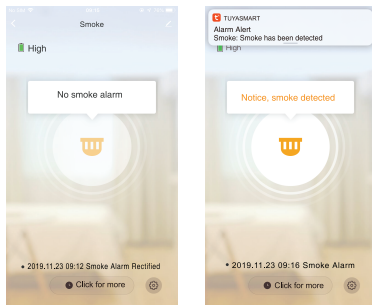 Smoke
High
No smoke alarm
• 2019.11.23 09:12 Smoke Alarm Rectified
Click for more
TUYASMART
Alarm Alert
Smoke: Smoke has been detected
High
Notice, smoke detected
• 2019.11.23 09:16 Smoke Alarm
Click for more